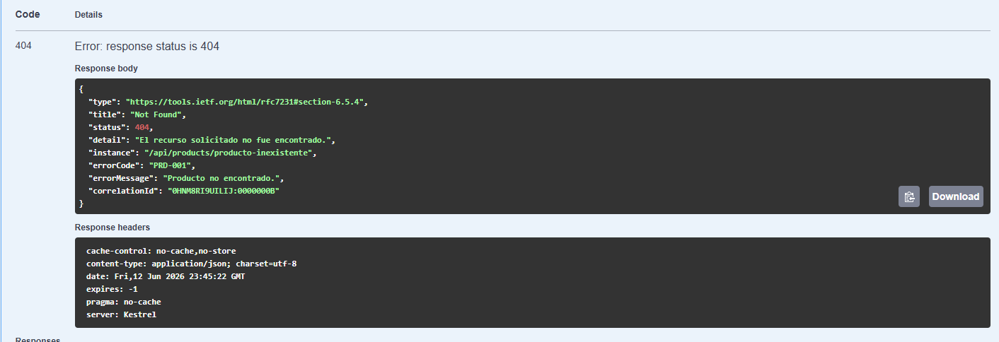 Code Details
404 Error: response status is 404
Response body
{
"type": "https://tools.ietf.org/html/rfc7231#section-6.5.4",
"title": "Not Found",
"status": 404,
"detail": "El recurso solicitado no fue encontrado.",
"instance": "/api/products/producto-inexistente",
"errorCode": "PRD-001",
"errorMessage": "Producto no encontrado.",
"correlationId": "0HNM8RI9UILIJ:0000000B"
}
Download
Response headers
cache-control: no-cache,no-store
content-type: application/json; charset=utf-8
date: Fri,12 Jun 2026 23:45:22 GMT
expires: -1
pragma: no-cache
server: Kestrel
Responses